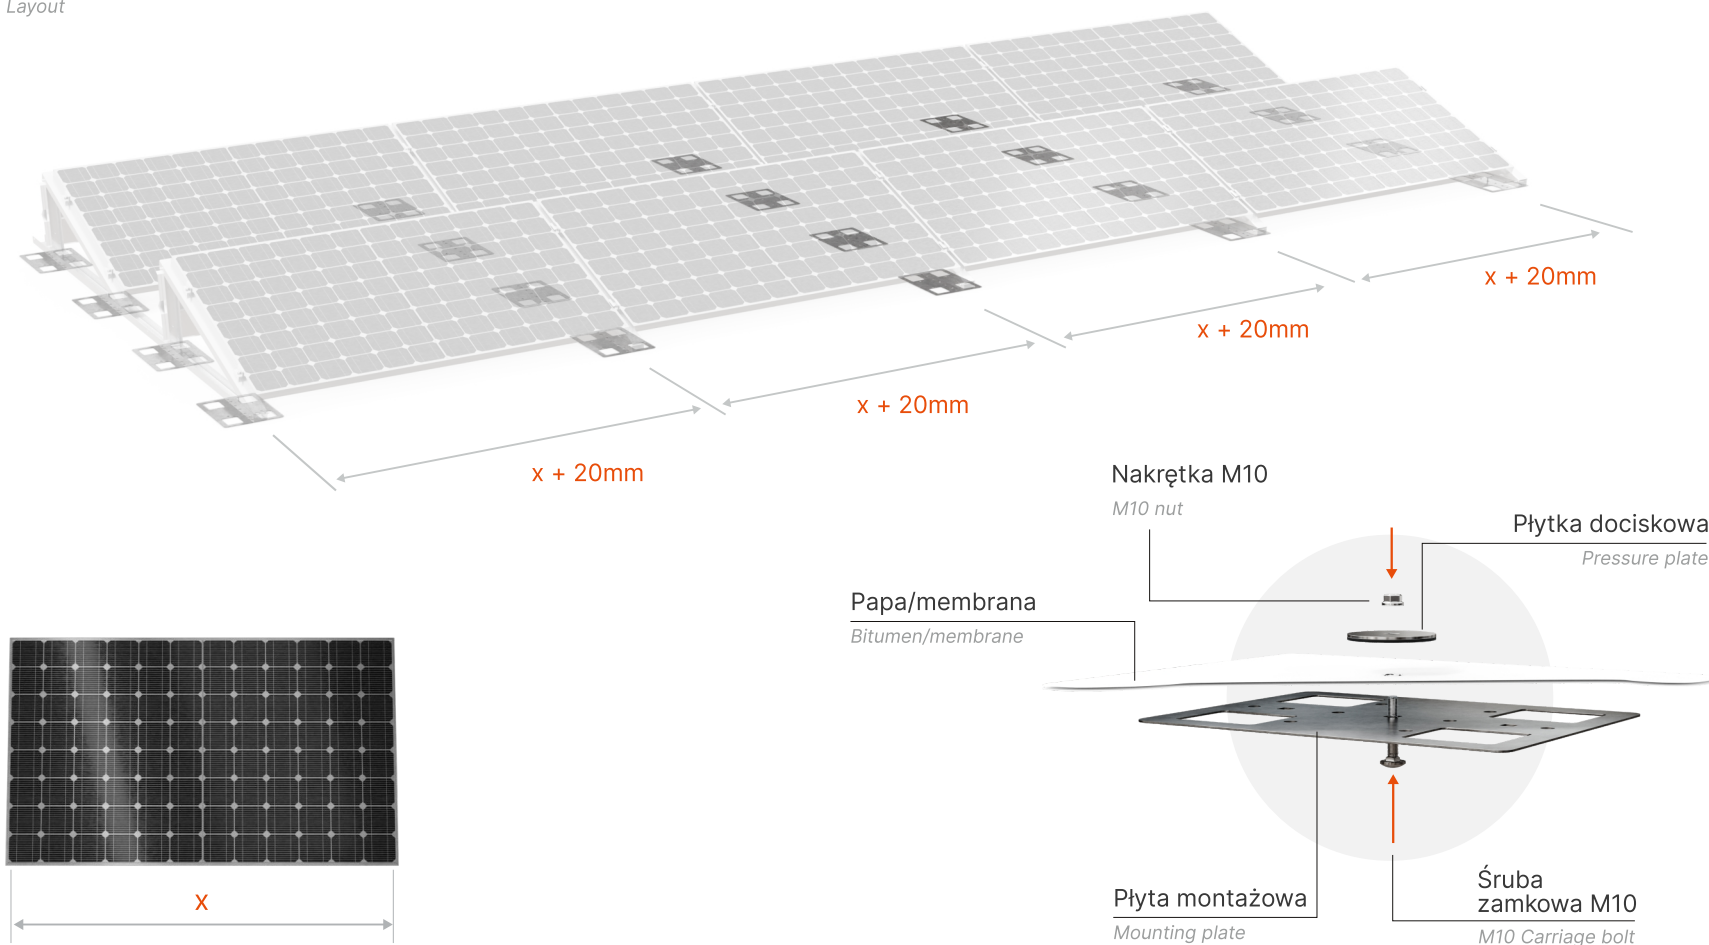 Layout
x + 20mm
x + 20mm
x + 20mm
x + 20mm
Nakrętka M10
M10 nut
Płytka dociskowa
Pressure plate
Papa/membrana
Bitumen/membrane
x
Płyta montażowa
Mounting plate
Śruba
zamkowa M10
M10 Carriage bolt